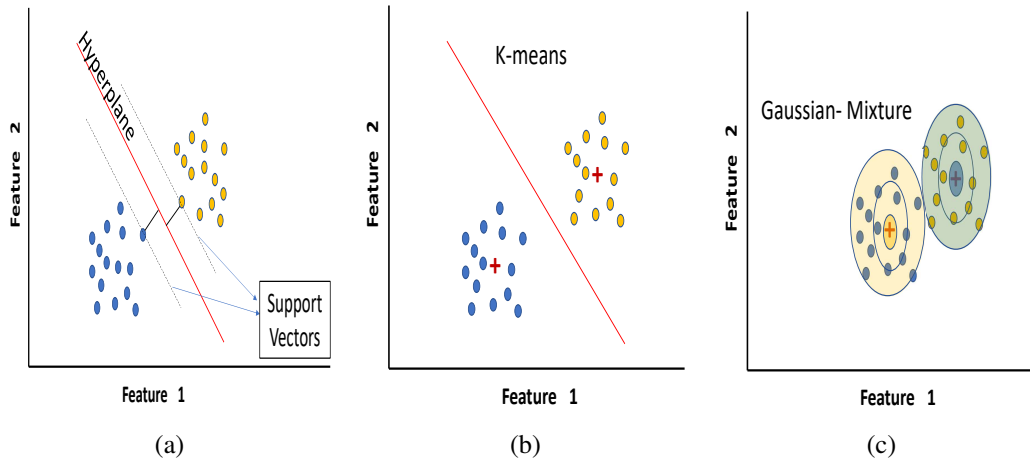 Hyperplane
Feature 2
Support
Vectors
Feature 1
(a)
K-means
Feature 2
Feature 1
(b)
Gaussian- Mixture
Feature 2
Feature 1
(c)